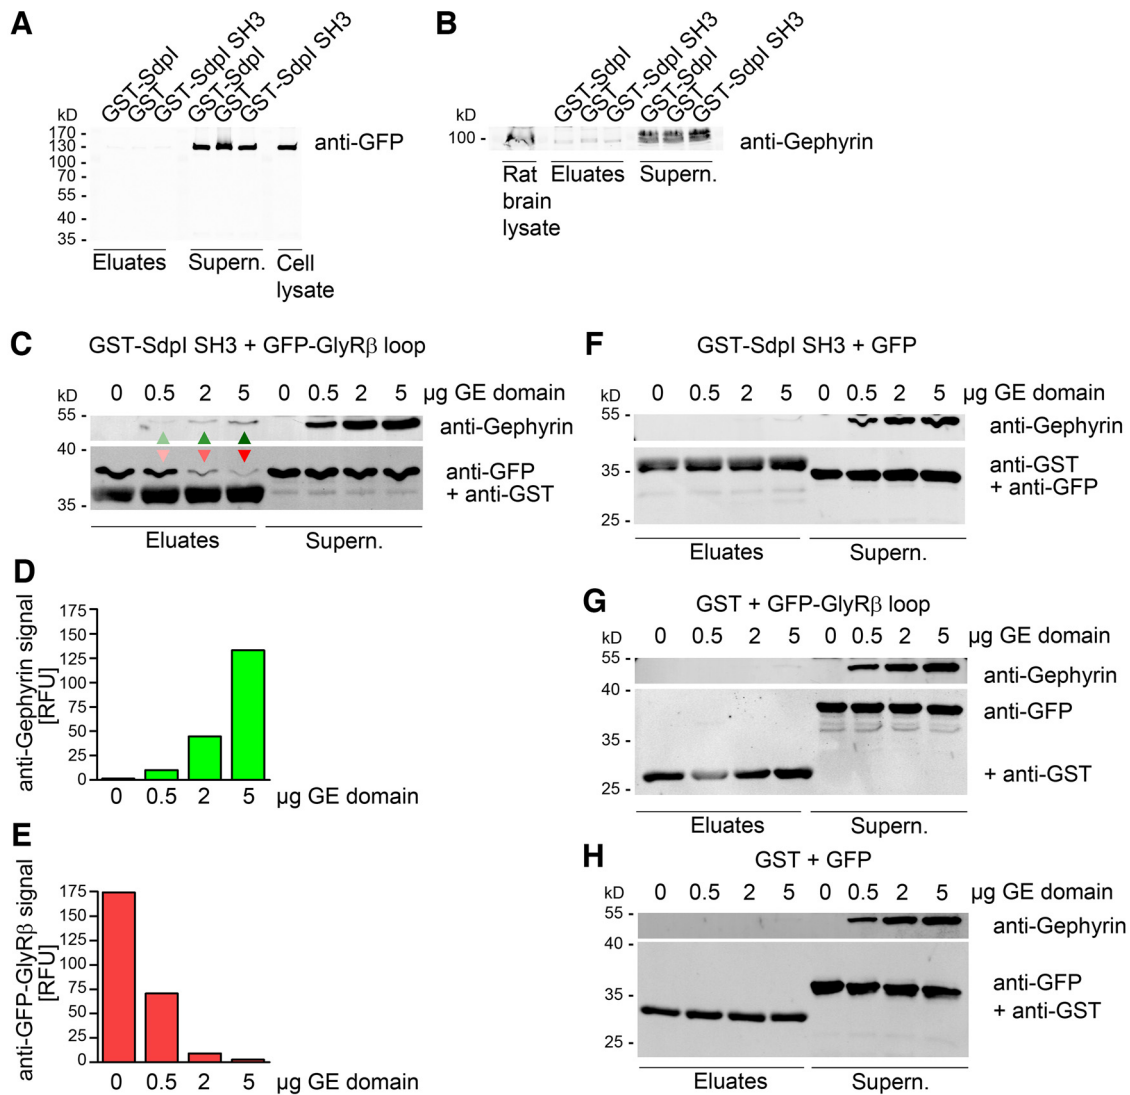 A
GST-SdpI
GST
GST-SdpI SH3
GST-SdpI
GST
GST-SdpI SH3
kD
170 -
130 -
100 -
70 -
55 -
40 -
35 -
anti-GFP
Eluates
Supern.
Cell
lysate
B
GST-SdpI
GST
GST-SdpI SH3
GST-SdpI
GST
GST-SdpI SH3
kD
100 -
anti-Gephyrin
Rat
brain
lysate
Eluates
Supern.
C
GST-SdpI SH3 + GFP-GlyRβ loop
kD 0 0.5 2 5 0 0.5 2 5 µg GE domain
55 -
anti-Gephyrin
40 -
anti-GFP
+ anti-GST
35 -
Eluates Supern.
D
anti-Gephyrin signal
[RFU]
175
150
125
100
75
50
25
0
0 0.5 2 5 µg GE domain
E
anti-GFP-GlyRβ signal
[RFU]
175
150
125
100
75
50
25
0
0 0.5 2 5 µg GE domain
F
GST-SdpI SH3 + GFP
kD 0 0.5 2 5 0 0.5 2 5 µg GE domain
55 -
anti-Gephyrin
35 -
anti-GST
+ anti-GFP
25 -
Eluates Supern.
G
GST + GFP-GlyRβ loop
kD 0 0.5 2 5 0 0.5 2 5 µg GE domain
55 -
anti-Gephyrin
40 -
anti-GFP
35 -
+ anti-GST
25 -
Eluates Supern.
H
GST + GFP
kD 0 0.5 2 5 0 0.5 2 5 µg GE domain
55 -
anti-Gephyrin
40 -
anti-GFP
35 -
+ anti-GST
25 -
Eluates Supern.